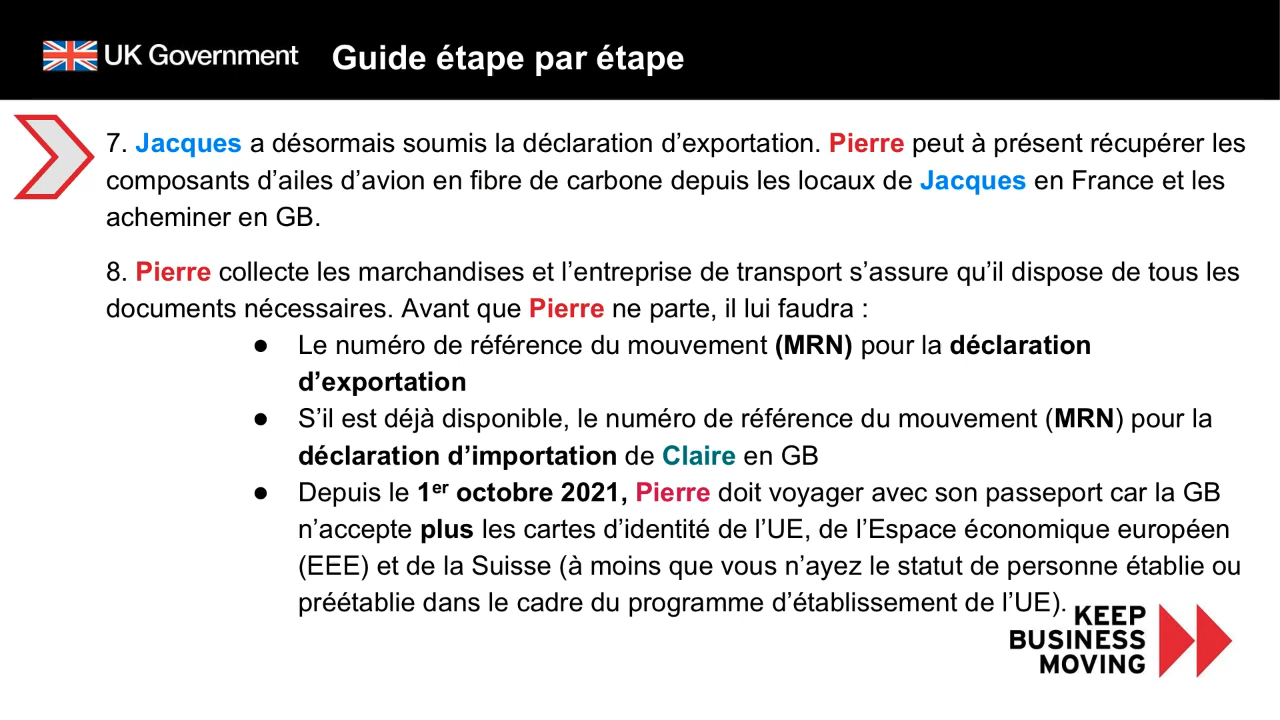 UK Government
Guide étape par étape
7. Jacques a désormais soumis la déclaration d’exportation. Pierre peut à présent récupérer les
composants d’ailes d’avion en fibre de carbone depuis les locaux de Jacques en France et les
acheminer en GB.
8. Pierre collecte les marchandises et l’entreprise de transport s’assure qu’il dispose de tous les
documents nécessaires. Avant que Pierre ne parte, il lui faudra :
● Le numéro de référence du mouvement (MRN) pour la déclaration
d’exportation
● S’il est déjà disponible, le numéro de référence du mouvement (MRN) pour la
déclaration d’importation de Claire en GB
● Depuis le 1er octobre 2021, Pierre doit voyager avec son passeport car la GB
n’accepte plus les cartes d’identité de l’UE, de l’Espace économique européen
(EEE) et de la Suisse (à moins que vous n’ayez le statut de personne établie ou
préétablie dans le cadre du programme d’établissement de l’UE).
KEEP
BUSINESS
MOVING